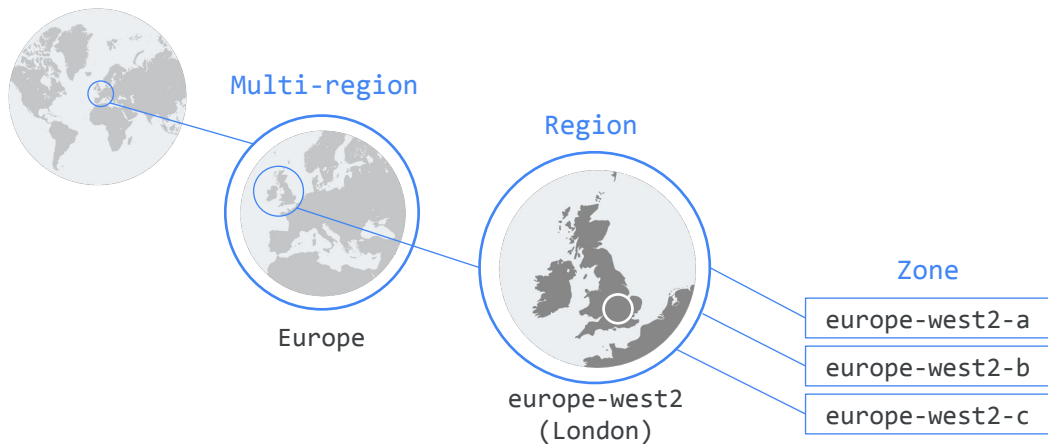 Multi-region
Europe
Region
europe-west2
(London)
Zone
europe-west2-a
europe-west2-b
europe-west2-c